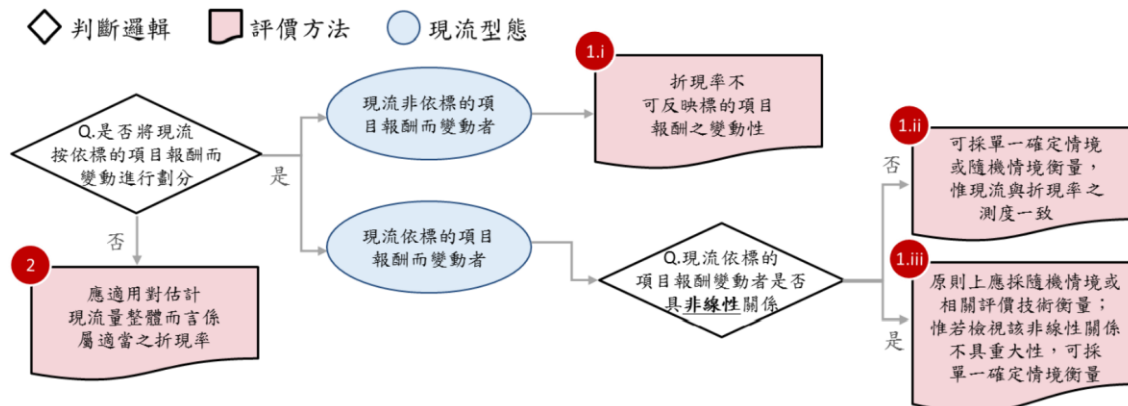 判斷邏輯
評價方法
現流型態
Q.是否將現流
按依標的項目報酬而
變動進行劃分
是
否
現流非依標的項
目報酬而變動者
1.i
折現率不
可反映標的項目
報酬之變動性
現流依標的項目
報酬而變動者
Q.現流依標的
項目報酬變動者是否
具非線性關係
否
是
1.ii
可採單一確定情境
或隨機情境衡量，
惟現流與折現率之
測度一致
1.iii
原則上應採隨機情境或
相關評價技術衡量；
惟若檢視該非線性關係
不具重大性，可採
單一確定情境衡量
2
應適用對估計
現流量整體而言係
屬適當之折現率